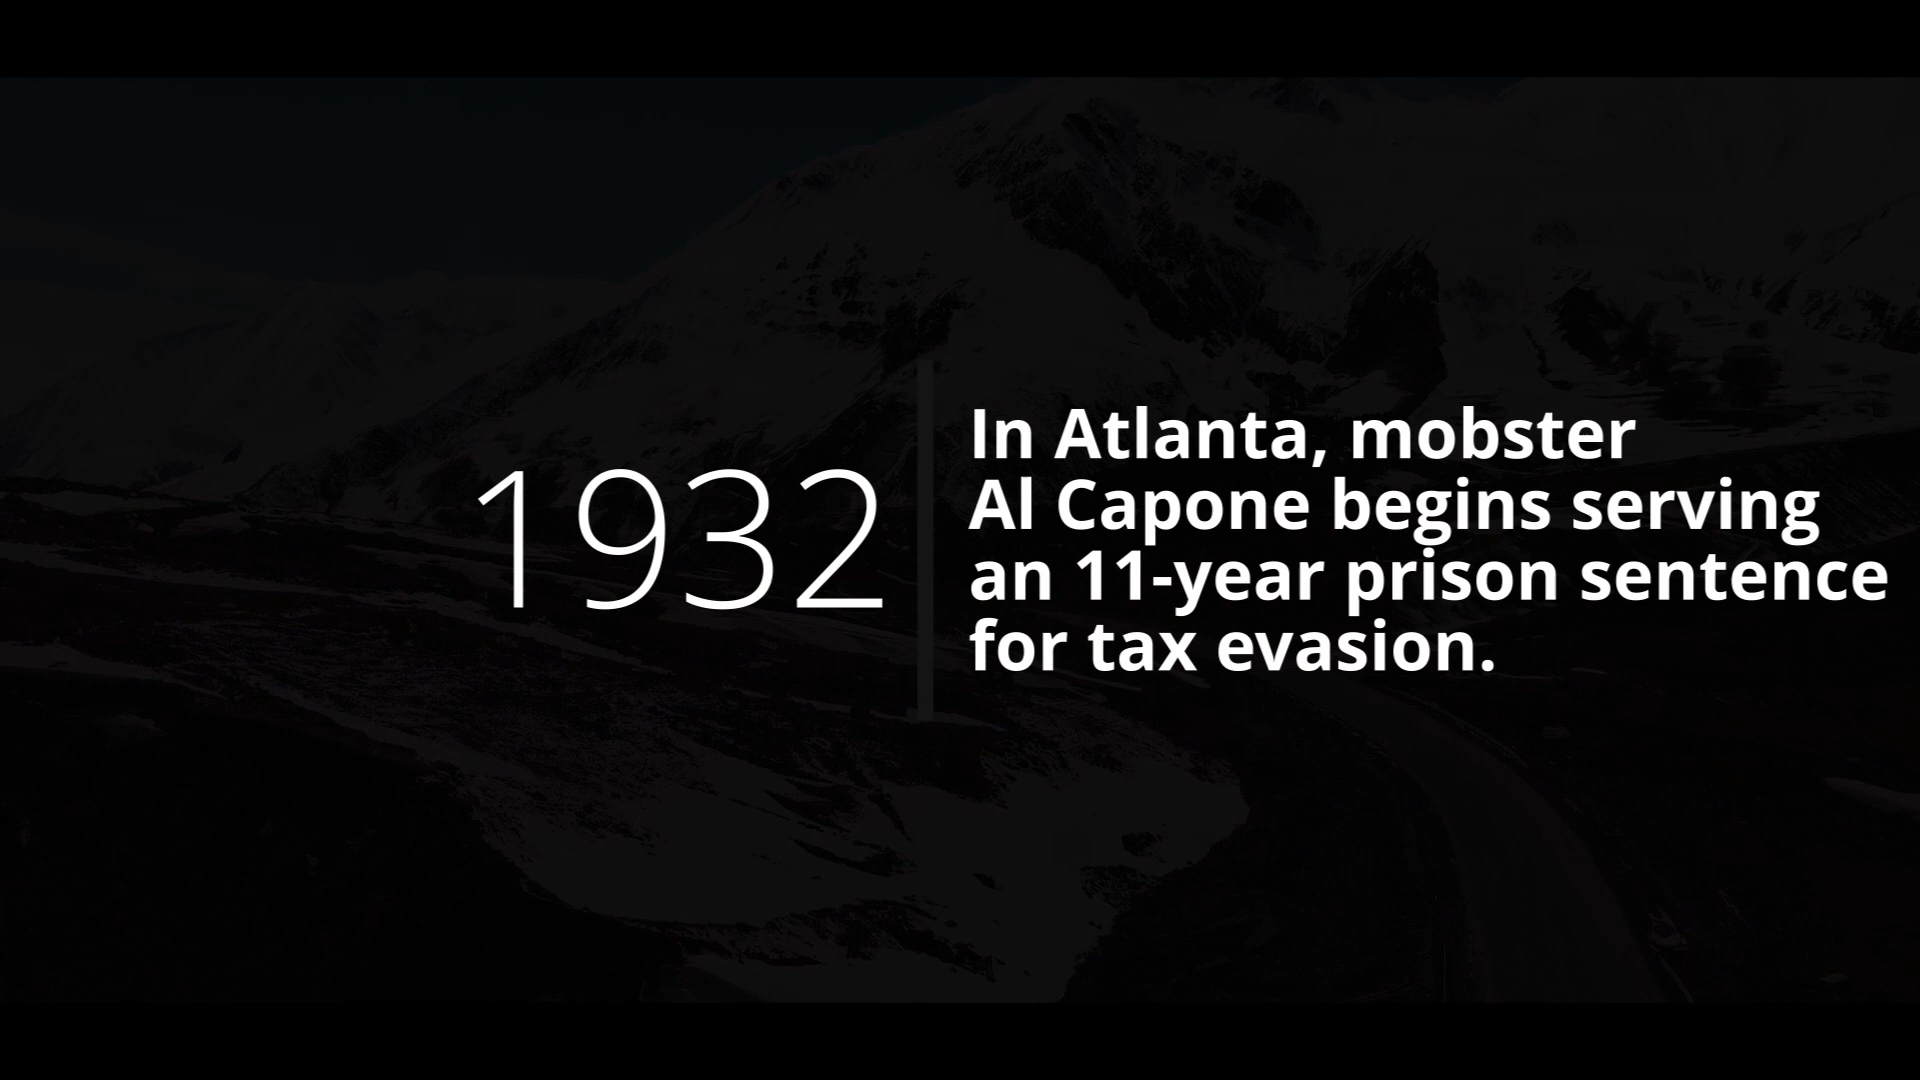 1932
In Atlanta, mobster
Al Capone begins serving
an 11-year prison sentence
for tax evasion.